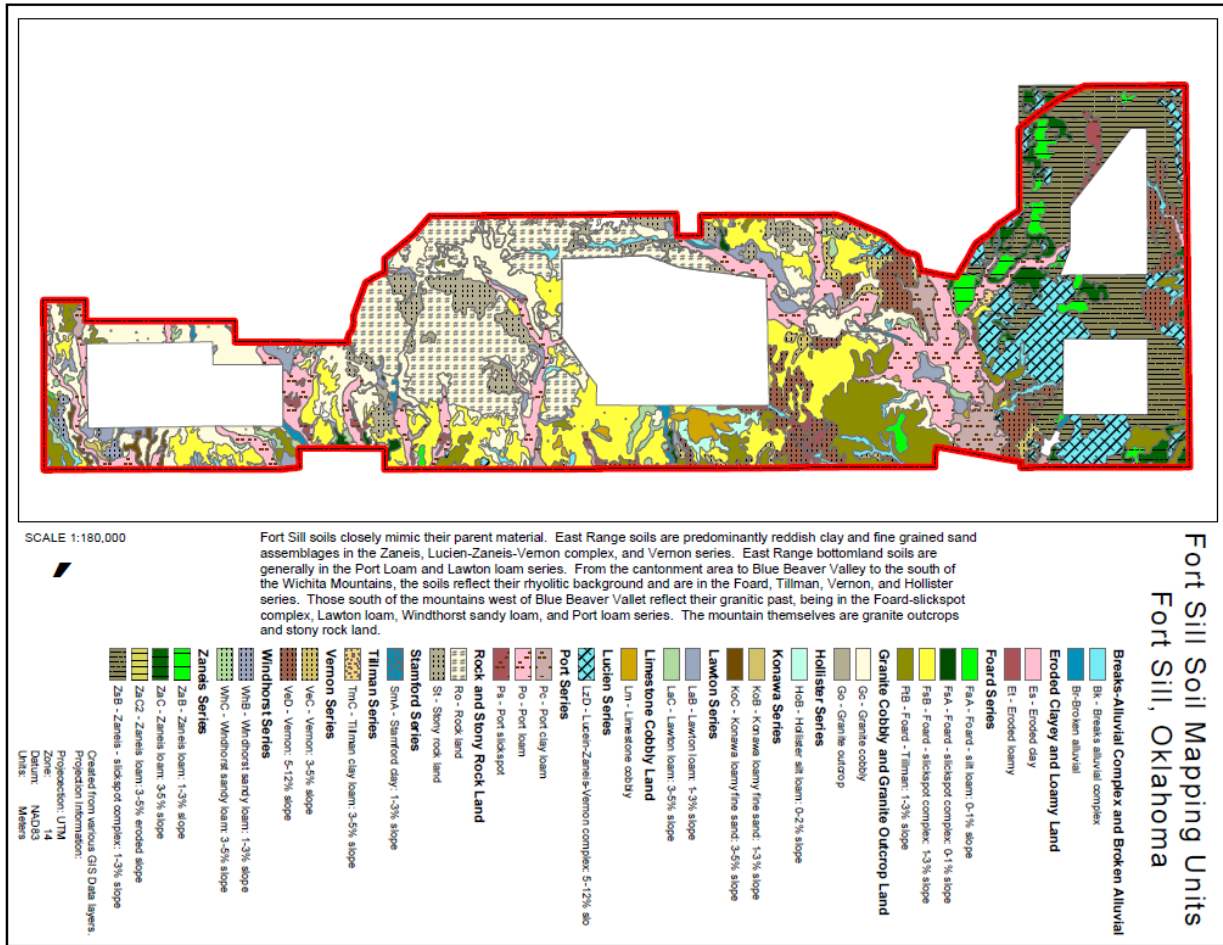 Fort Sill Soil Mapping Units
Fort Sill, Oklahoma
SCALE 1:180,000
Fort Sill soils closely mimic their parent material. East Range soils are predominantly reddish clay and fine grained sand
assemblages in the Zaneis, Lucien-Zaneis-Vernon complex, and Vernon series. East Range bottomland soils are
generally in the Port Loam and Lawton loam series. From the cantonment area to Blue Beaver Valley to the south of
the Wichita Mountains, the soils reflect their rhyolitic background and are in the Foard, Tillman, Vernon, and Hollister
series. Those south of the mountains west of Blue Beaver Vallet reflect their granitic past, being in the Foard-slickspot
complex, Lawton loam, Windthorst sandy loam, and Port loam series. The mountain themselves are granite outcrops
and stony rock land.
Breaks-Alluvial Complex and Broken Alluvial
Bk - Breaks alluvial complex
Br-Broken alluvial
Eroded Clayey and Loamy Land
Es - Eroded clay
Et - Eroded loamy
Foard Series
FaA - Foard - silt loam: 0-1% slope
FsA - Foard - slickspot complex: 0-1% slope
FsB - Foard - slickspot complex: 1-3% slope
PtB - Foard - Tillman: 1-3% slope
Granite Cobbly and Granite Outcrop Land
Gc - Granite cobbly
Go - Granite outcrop
Hollister Series
HoB - Hollister silt loam: 0-2% slope
Konawa Series
KoB - Konawa loamy fine sand: 1-3% slope
KoC - Konawa loamy fine sand: 3-5% slope
Lawton Series
LaB - Lawton loam: 1-3% slope
LaC - Lawton loam: 3-5% slope
Limestone Cobbly Land
Lm - Limestone cobbly
Lucien Series
LzD - Lucien-Zaneis-Vernon complex: 5-12% slo
Port Series
Pc - Port clay loam
Po - Port loam
Ps - Port slickspot
Rock and Stony Rock Land
Ro - Rock land
St - Stony rock land
Stamford Series
SmA - Stamford clay: 1-3% slope
Tillman Series
TmC - Tillman clay loam: 3-5% slope
Vernon Series
VeC - Vernon: 3-5% slope
VeD - Vernon: 5-12% slope
Windhorst Series
WhB - Windhorst sandy loam: 1-3% slope
WhC - Windhorst sandy loam: 3-5% slope
Zaneis Series
ZaB - Zaneis loam: 1-3% slope
ZaC - Zaneis loam: 3-5% slope
ZaC2 - Zaneis loam: 3-5% eroded slope
ZsB - Zaneis - slickspot complex: 1-3% slope
Created from various GIS Data layers.
Projection Information:
Projection: UTM
Zone: 14
Datum: NAD83
Units: Meters